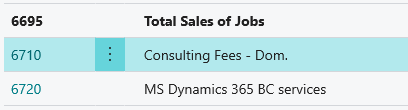 6695 Total Sales of Jobs
6710 Consulting Fees - Dom.
6720 MS Dynamics 365 BC services